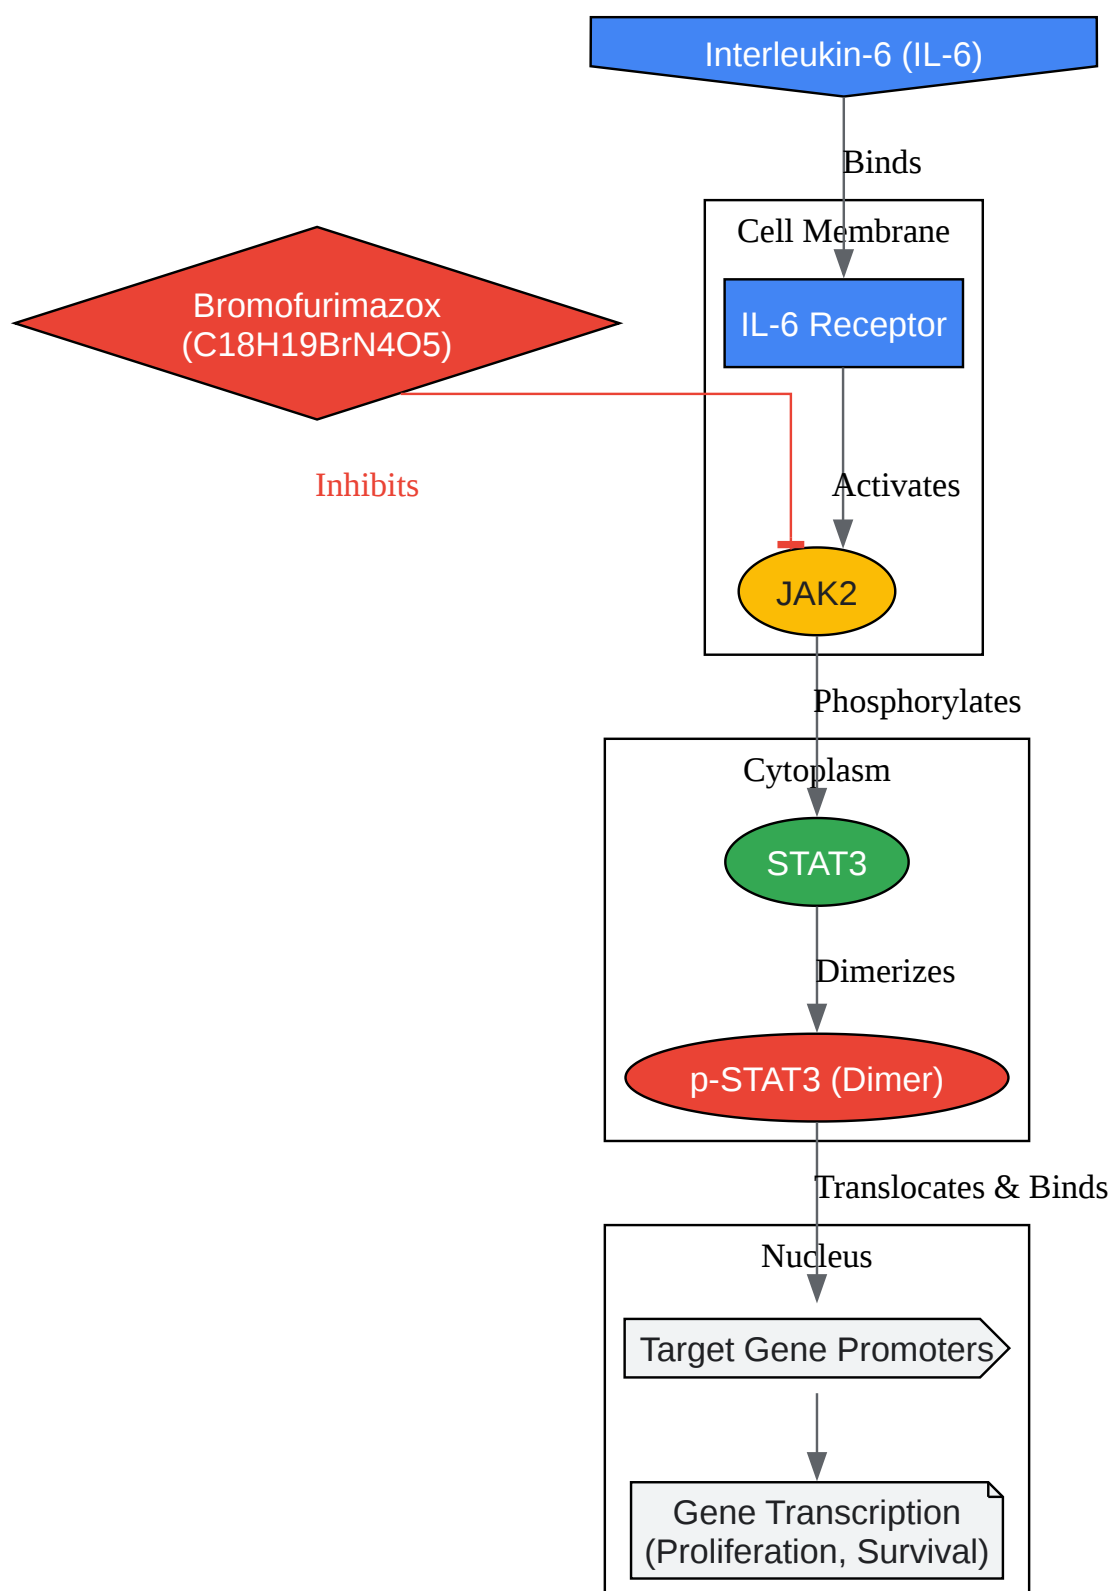 Interleukin-6 (IL-6)
Binds
Cell Membrane
Bromofurimazox
(C18H19BrN4O5)
IL-6 Receptor
Inhibits
Activates
JAK2
Phosphorylates
Cytoplasm
STAT3
Dimerizes
p-STAT3 (Dimer)
Translocates & Binds
Nucleus
Target Gene Promoters
Gene Transcription
(Proliferation, Survival)